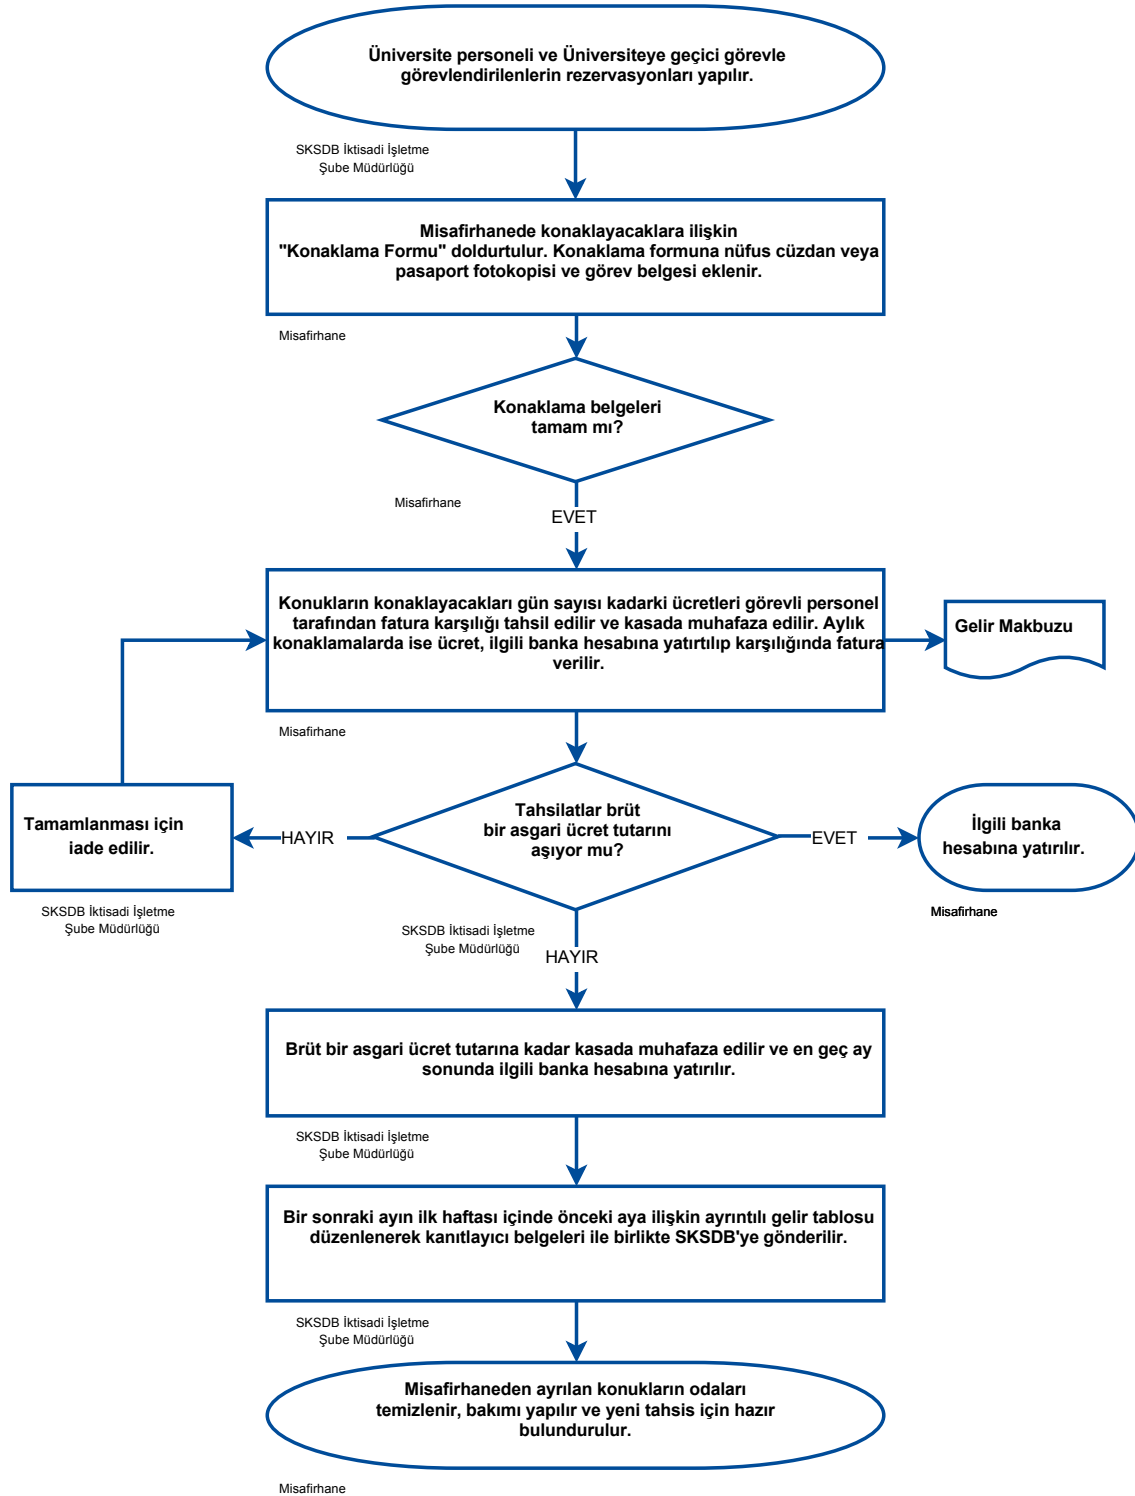 Üniversite personeli ve Üniversiteye geçici görevle
görevlendirilenlerin rezervasyonları yapılır.
SKSDB İktisadi İşletme
Şube Müdürlüğü
Misafirhanede konaklayacaklara ilişkin
"Konaklama Formu" doldurtulur. Konaklama formuna nüfus cüzdan veya
pasaport fotokopisi ve görev belgesi eklenir.
Misafirhane
Konaklama belgeleri
tamam mı?
Misafirhane
EVET
Konukların konaklayacakları gün sayısı kadarki ücretleri görevli personel
tarafından fatura karşılığı tahsil edilir ve kasada muhafaza edilir. Aylık
konaklamalarda ise ücret, ilgili banka hesabına yatırtılıp karşılığında fatura
verilir.
Gelir Makbuzu
Misafirhane
Tamamlanması için
iade edilir.
SKSDB İktisadi İşletme
Şube Müdürlüğü
HAYIR
Tahsilatlar brüt
bir asgari ücret tutarını
aşıyor mu?
EVET
İlgili banka
hesabına yatırılır.
Misafirhane
SKSDB İktisadi İşletme
Şube Müdürlüğü
HAYIR
Brüt bir asgari ücret tutarına kadar kasada muhafaza edilir ve en geç ay
sonunda ilgili banka hesabına yatırılır.
SKSDB İktisadi İşletme
Şube Müdürlüğü
Bir sonraki ayın ilk haftası içinde önceki aya ilişkin ayrıntılı gelir tablosu
düzenlenerek kanıtlayıcı belgeleri ile birlikte SKSDB'ye gönderilir.
SKSDB İktisadi İşletme
Şube Müdürlüğü
Misafirhaneden ayrılan konukların odaları
temizlenir, bakımı yapılır ve yeni tahsis için hazır
bulundurulur.
Misafirhane